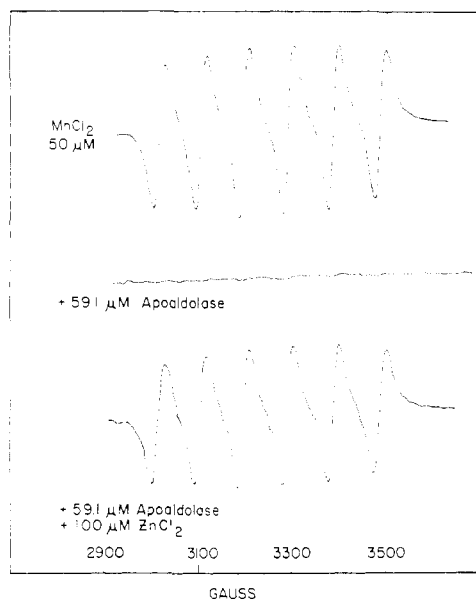 MnCl2
50 µM
+ 59.1 µM Apoaldolase
+ 59.1 µM Apoaldolase
+ 100 µM ZnCl2
2900 3100 3300 3500
GAUSS